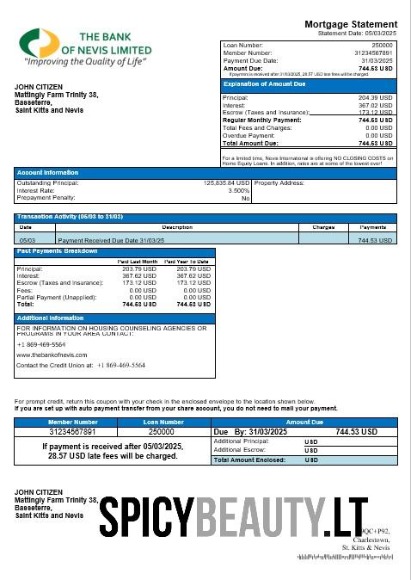 THE BANK
OF NEVIS LIMITED
"Improving the Quality of Life"
Mortgage Statement
Statement Date: 05/03/2025
Loan Number: 250000
Member Number: 31234567891
Payment Due Date: 31/03/2025
Amount Due: 744.53 USD
If payment is received after 31/03/2025, 28.57 USD late fees will be charged.
JOHN CITIZEN
Mattingly Farm Trinity 38,
Basseterre,
Saint Kitts and Nevis
Explanation of Amount Due
Principal: 204.39 USD
Interest: 367.02 USD
Escrow (Taxes and Insurance): 173.12 USD
Regular Monthly Payment: 744.53 USD
Total Fees and Charges: 0.00 USD
Overdue Payment: 0.00 USD
Total Amount Due: 744.53 USD
For a limited time, Nevis International is offering NO CLOSING COSTS on
Home Equity Loans. In addition, rates are at some of the lowest ever!
Account Information
Outstanding Principal: 125,835.64 USD
Interest Rate: 3.500%
Prepayment Penalty: No
Property Address:
Transaction Activity (05/03 to 31/03)
Date Description Charges Payments
05/03 Payment Received Due Date 31/03/25 744.53 USD
Past Payments Breakdown
Paid Last Month Paid Year To Date
Principal: 203.79 USD 203.79 USD
Interest: 367.62 USD 367.62 USD
Escrow (Taxes and Insurance): 173.12 USD 173.12 USD
Fees: 0.00 USD 0.00 USD
Partial Payment (Unapplied): 0.00 USD 0.00 USD
Total: 744.53 USD 744.53 USD
Additional Information
FOR INFORMATION ON HOUSING COUNSELING AGENCIES OR
PROGRAMS IN YOUR AREA CONTACT:
+1 869-469-5564
www.thebankofnevis.com
Contact the Credit Union at: +1 869-469-5564
For prompt credit, return this coupon with your check in the enclosed envelope to the location shown below.
If you are set up with auto payment transfer from your share account, you do not need to mail your payment.
Member Number Loan Number Amount Due
31234567891 250000 Due By: 31/03/2025 744.53 USD
If payment is received after 05/03/2025,
28.57 USD late fees will be charged.
Additional Principal: USD
Additional Escrow: USD
Total Amount Enclosed: USD
JOHN CITIZEN
Mattingly Farm Trinity 38,
Basseterre,
Saint Kitts and Nevis
SPICYBEAUTY.LT
Charlestown,
St. Kitts & Nevis